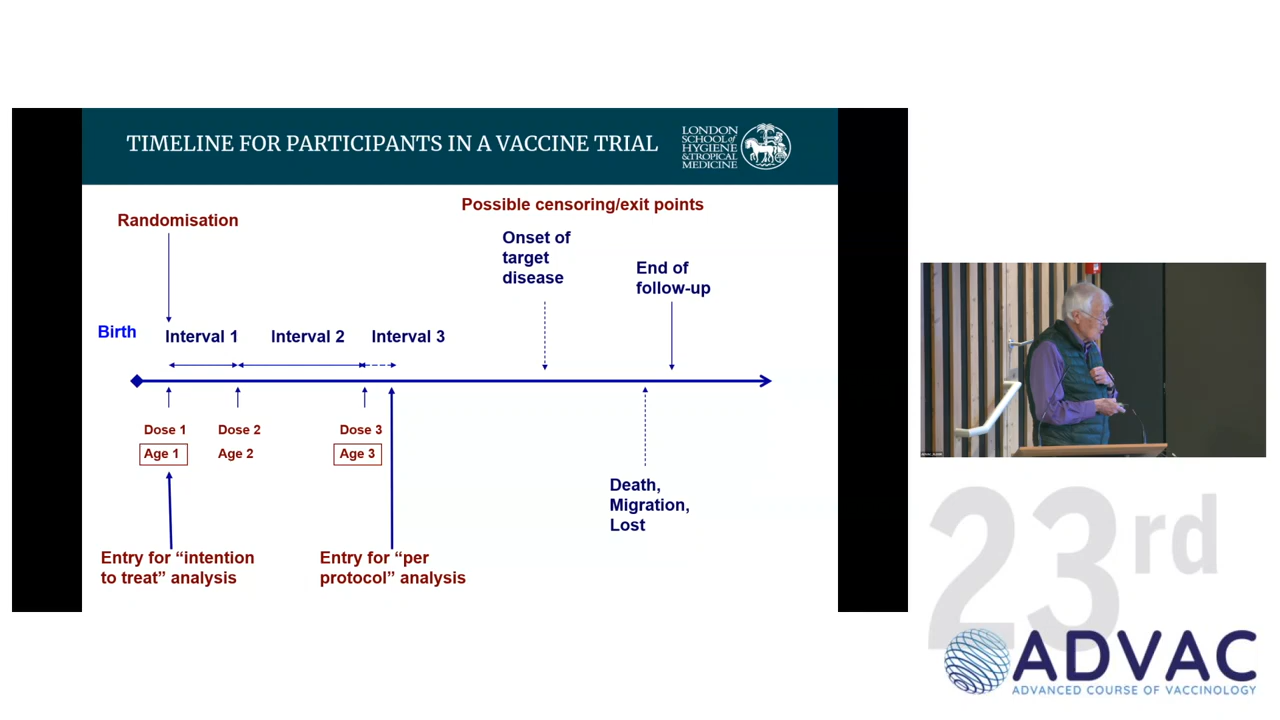 TIMELINE FOR PARTICIPANTS IN A VACCINE TRIAL
LONDON
SCHOOL of
HYGIENE
& TROPICAL
MEDICINE
Possible censoring/exit points
Randomisation
Onset of
target
disease
End of
follow-up
Birth
Interval 1
Interval 2
Interval 3
Dose 1
Dose 2
Dose 3
Age 1
Age 2
Age 3
Death,
Migration,
Lost
Entry for “intention
to treat” analysis
Entry for “per
protocol” analysis
23rd
ADVAC
ADVANCED COURSE OF VACCINOLOGY